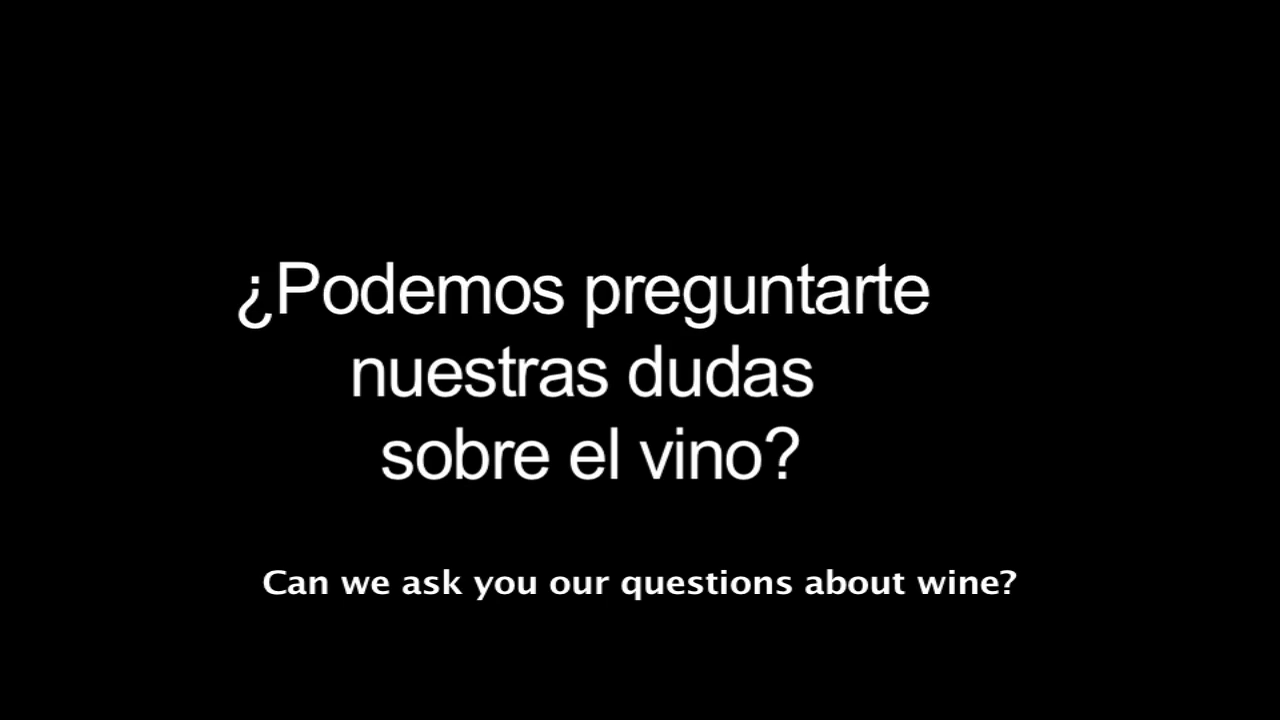 ¿Podemos preguntarte
nuestras dudas
sobre el vino?
Can we ask you our questions about wine?